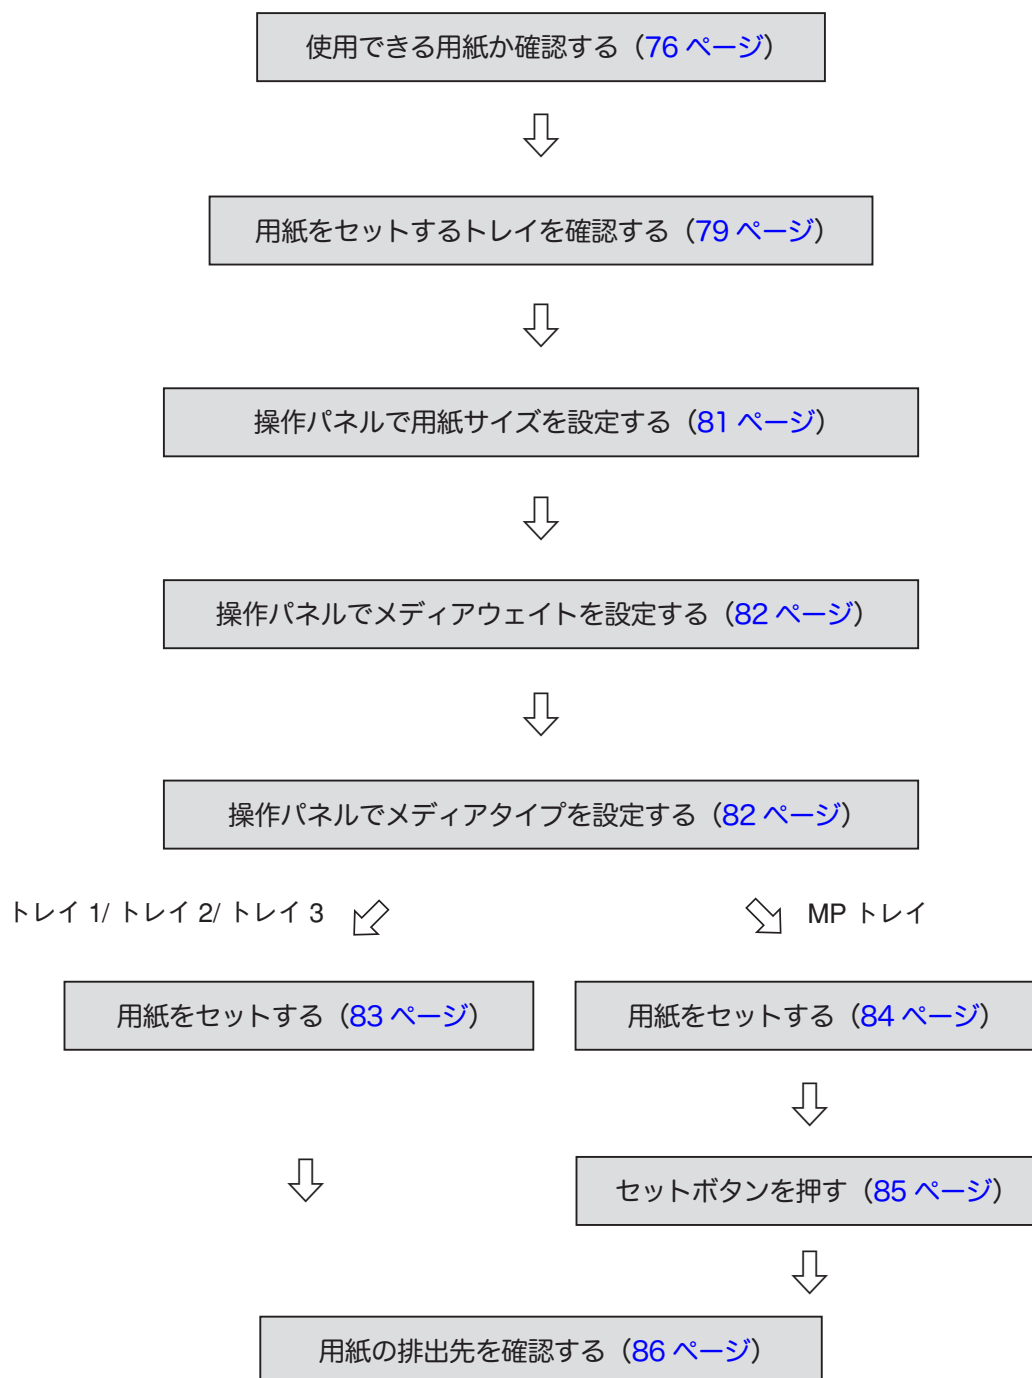 使用できる用紙か確認する（76 ページ）
用紙をセットするトレイを確認する（79 ページ）
操作パネルで用紙サイズを設定する（81 ページ）
操作パネルでメディアウェイトを設定する（82 ページ）
操作パネルでメディアタイプを設定する（82 ページ）
トレイ 1/ トレイ 2/ トレイ 3
MP トレイ
用紙をセットする（83 ページ）
用紙をセットする（84 ページ）
セットボタンを押す（85 ページ）
用紙の排出先を確認する（86 ページ）